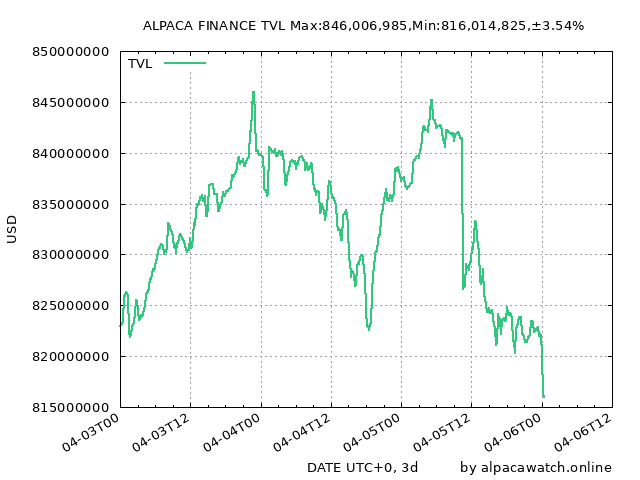 ALPACA FINANCE TVL Max:846,006,985,Min:816,014,825,±3.54%
850000000
TVL
845000000
840000000
835000000
USD
830000000
825000000
820000000
815000000
04-03T00 04-03T12 04-04T00 04-04T12 04-05T00 04-05T12 04-06T00 04-06T12
DATE UTC+0, 3d by alpacawatch.online